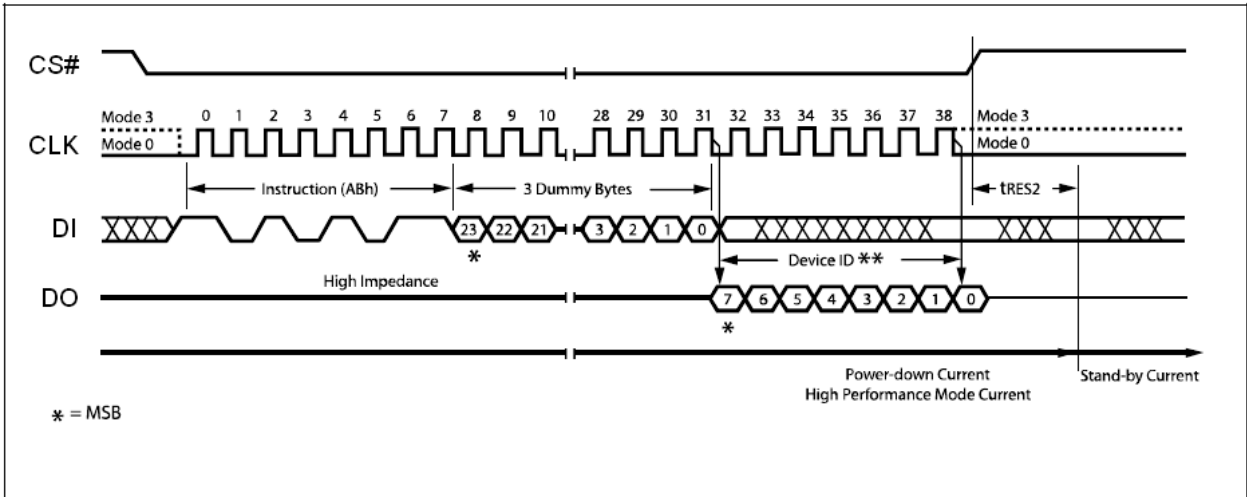 CS#
Mode 3 0 1 2 3 4 5 6 7 8 9 10 28 29 30 31 32 33 34 35 36 37 38 Mode 3
CLK Mode 0 Mode 0
Instruction (ABh) 3 Dummy Bytes tRES2
DI 23 22 21 3 2 1 0
*
Device ID **
High Impedance
DO 7 6 5 4 3 2 1 0
*
Power-down Current Stand-by Current
High Performance Mode Current
* = MSB